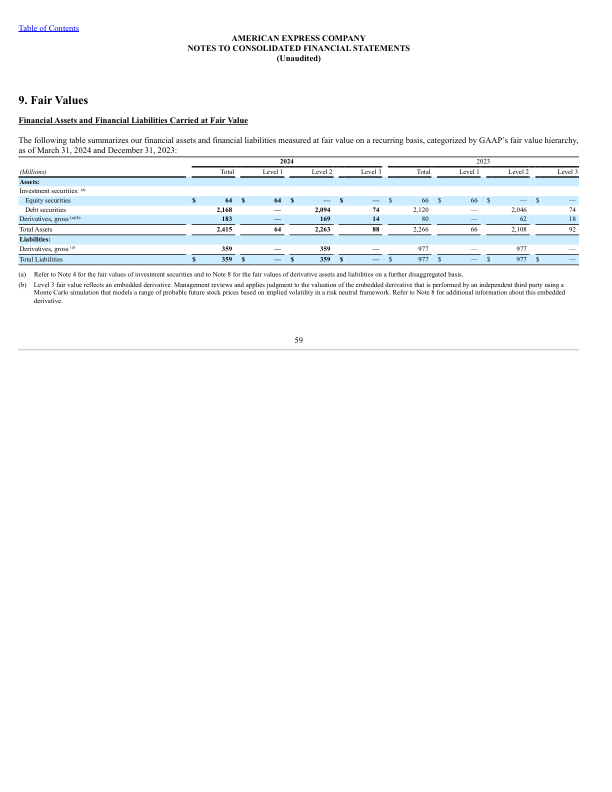 Table of Contents
AMERICAN EXPRESS COMPANY
NOTES TO CONSOLIDATED FINANCIAL STATEMENTS
(Unaudited)
9. Fair Values
Financial Assets and Financial Liabilities Carried at Fair Value
The following table summarizes our financial assets and financial liabilities measured at fair value on a recurring basis, categorized by GAAP's fair value hierarchy,
as of March 31, 2024 and December 31, 2023:
2024 2023
(Millions) Total Level 1 Level 2 Level 3 Total Level 1 Level 2 Level 3
Assets:
Investment securities: (a)
Equity securities $ 64 $ 64 $ — $ — $ 66 $ 66 $ — $ —
Debt securities 2,168 — 2,094 74 2,120 — 2,046 74
Derivatives, gross (a)(b) 183 — 169 14 80 — 62 18
Total Assets 2,415 64 2,263 88 2,266 66 2,108 92
Liabilities:
Derivatives, gross (a) 359 — 359 — 977 — 977 —
Total Liabilities $ 359 $ — $ 359 $ — $ 977 $ — $ 977 $ —
(a) Refer to Note 4 for the fair values of investment securities and to Note 8 for the fair values of derivative assets and liabilities on a further disaggregated basis.
(b) Level 3 fair value reflects an embedded derivative. Management reviews and applies judgment to the valuation of the embedded derivative that is performed by an independent third party using a
Monte Carlo simulation that models a range of probable future stock prices based on implied volatility in a risk neutral framework. Refer to Note 8 for additional information about this embedded
derivative.
59